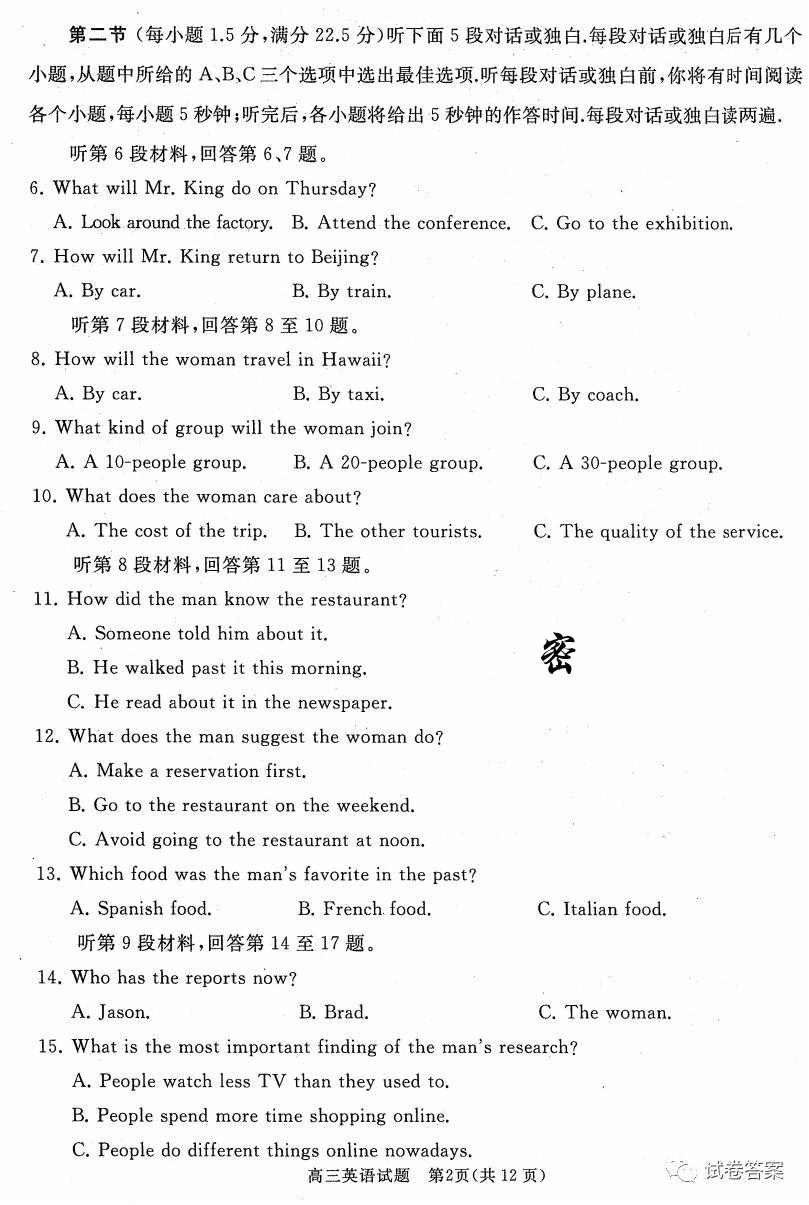 第二节 (每小题 1.5 分,满分 22.5 分)听下面 5 段对话或独白.每段对话或独白后有几个
小题,从题中所给的 A、B、C 三个选项中选出最佳选项.听每段对话或独白前,你将有时间阅读
各个小题,每小题 5 秒钟;听完后,各小题将给出 5 秒钟的作答时间.每段对话或独白读两遍.
听第 6 段材料,回答第 6、7 题。
6. What will Mr. King do on Thursday?
A. Look around the factory. B. Attend the conference. C. Go to the exhibition.
7. How will Mr. King return to Beijing?
A. By car. B. By train. C. By plane.
听第 7 段材料,回答第 8 至 10 题。
8. How will the woman travel in Hawaii?
A. By car. B. By taxi. C. By coach.
9. What kind of group will the woman join?
A. A 10-people group. B. A 20-people group. C. A 30-people group.
10. What does the woman care about?
A. The cost of the trip. B. The other tourists. C. The quality of the service.
听第 8 段材料,回答第 11 至 13 题。
11. How did the man know the restaurant?
A. Someone told him about it.
B. He walked past it this morning.
C. He read about it in the newspaper.
密
12. What does the man suggest the woman do?
A. Make a reservation first.
B. Go to the restaurant on the weekend.
C. Avoid going to the restaurant at noon.
13. Which food was the man's favorite in the past?
A. Spanish food. B. French food. C. Italian food.
听第 9 段材料,回答第 14 至 17 题。
14. Who has the reports now?
A. Jason. B. Brad. C. The woman.
15. What is the most important finding of the man's research?
A. People watch less TV than they used to.
B. People spend more time shopping online.
C. People do different things online nowadays.
高三英语试题 第2页(共 12 页)
试卷答案